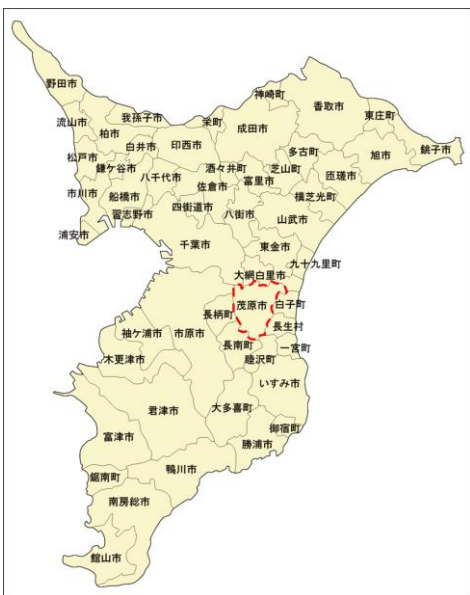 野田市
流山市
柏市
我孫子市
松戸市
鎌ケ谷市
白井市
印西市
栄町
成田市
神崎町
香取市
東庄町
銚子市
旭市
匝瑳市
多古町
芝山町
横芝光町
酒々井町
富里市
佐倉市
八千代市
船橋市
市川市
浦安市
習志野市
四街道市
八街市
山武市
千葉市
東金市
九十九里町
大網白里市
茂原市
白子町
長柄町
長生村
長南町
一宮町
睦沢町
市原市
袖ケ浦市
木更津市
いすみ市
君津市
大多喜町
御宿町
勝浦市
富津市
鴨川市
鋸南町
南房総市
館山市